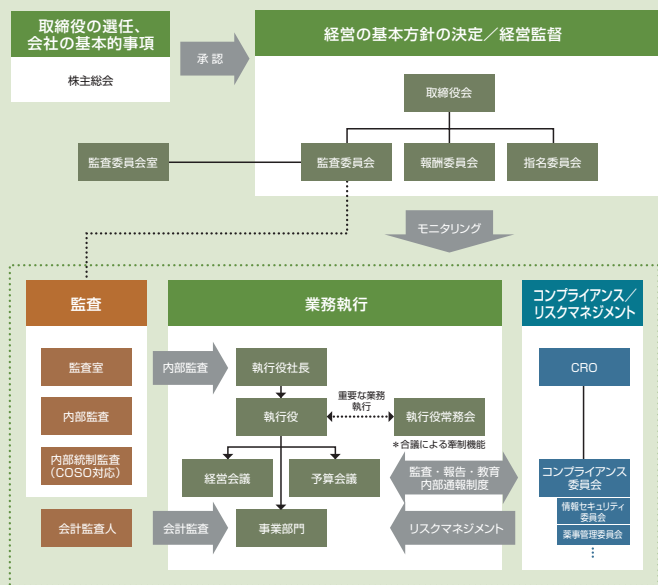 取締役の選任、
会社の基本的事項
株主総会
承認
経営の基本方針の決定／経営監督
取締役会
監査委員会室
監査委員会
報酬委員会
指名委員会
モニタリング
監査
監査室
内部監査
内部統制監査
（COSO対応）
会計監査人
内部監査
会計監査
業務執行
執行役社長
執行役
重要な業務
執行
執行役常務会
＊合議による牽制機能
経営会議
予算会議
事業部門
監査・報告・教育
内部通報制度
リスクマネジメント
コンプライアンス／
リスクマネジメント
CRO
コンプライアンス
委員会
情報セキュリティ
委員会
薬事管理委員会
⋮